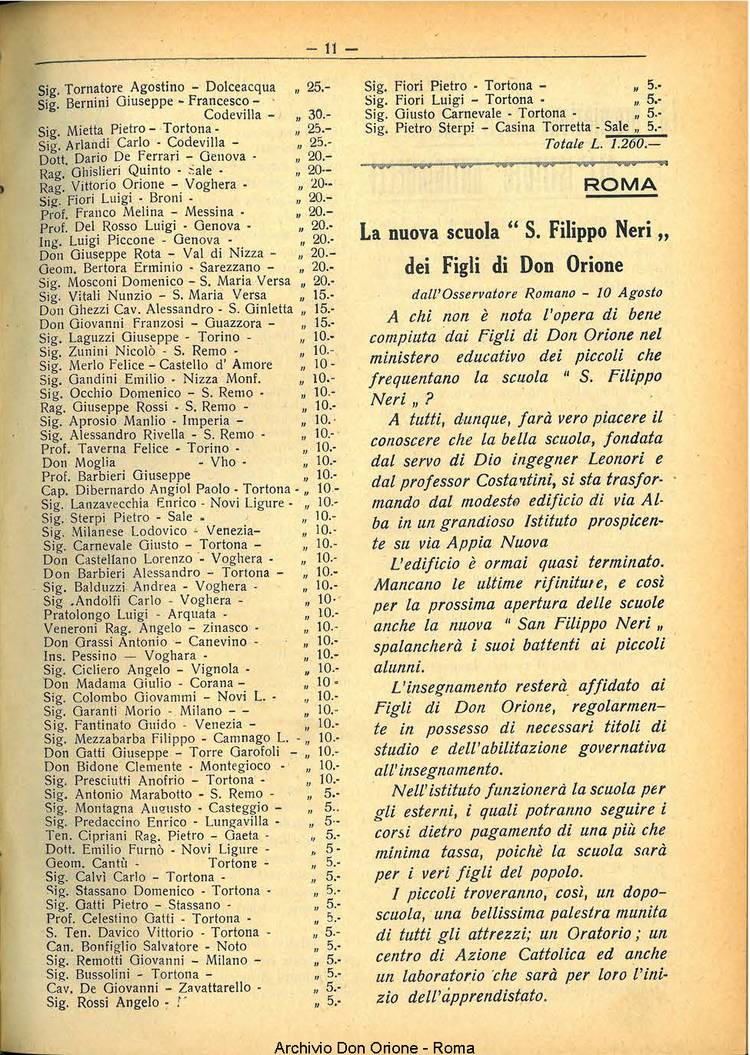 – 11 –
Sig. Tornatore Agostino – Dolceacqua „ 25.-
Sig. Bernini Giuseppe - Francesco –
Codevilla - „ 30.-
Sig. Mietta Pietro – Tortona - „ 25.-
Sig. Arlandi Carlo - Codevilla – „ 25.-
Dott. Dario De Ferrari – Genova - „ 20.–
Rag. Ghislieri Quinto - Sale - „ 20--
Rag. Vittorio Orione – Voghera - „ 20--
Sig. Fiori Luigi - Broni - „ 20.–
Prof. Franco Melina – Messina - „ 20.–
Prof. Del Rosso Luigi - Genova - „ 20.-
Ing. Luigi Piccone - Genova - „ 20.-
Don Giuseppe Rota – Val di Nizza – „ 20.–
Geom. Bertora Erminio - Sarezzano – „ 20.-
Sig. Mosconi Domenico – S. Maria Versa „ 20.-
Sig. Vitali Nunzio – S. Maria Versa „ 15.-
Don Ghezzi Cav. Alessandro - S. Ginletta „ 15.-
Don Giovanni Franzosi – Guazzora – „ 15.-
Sig. Laguzzi Giuseppe - Torino - „ 10.-
Sig. Zunini Nicolò - S. Remo - „ 10.-
Sig. Merlo Felice – Castello d' Amore „ 10 -
Sig. Gandini Emilio - Nizza Monf. „ 10.-
Sig. Occhio Domenico – S. Remo - „ 10.-
Rag. Giuseppe Rossi - S. Remo - „ 10.-
Sig. Aprosio Manlio - Imperia – „ 10.-
Sig. Alessandro Rivella – S. Remo - „ 10.-
Prof. Taverna Felice - Torino - „ 10.-
Don Moglia - Vho - „ 10.-
Prof. Barbieri Giuseppe „ 10.-
Cap. Dibernardo Angiol Paolo - Tortona - „ 10 -
Sig. Lanzavecchia Enrico - Novi Ligure - „ 10.-
Sig. Sterpi Pietro - Sale - „ 10.-
Sig. Milanese Lodovico - Venezia– „ 10.-
Sig. Carnevale Giusto – Tortona – „ 10.-
Don Castellano Lorenzo - Voghera - „ 10.-
Don Barbieri Alessandro – Tortona – „ 10.-
Sig. Balduzzi Andrea - Voghera - „ 10.-
Sig .Andolfi Carlo - Voghera - „ 10.-
Pratolongo Luigi - Arquata - „ 10.-
Veneroni Rag. Angelo – Zinasco - „ 10.-
Don Grassi Antonio – Canevino - „ 10.-
Ins. Pessino — Voghara - „ 10.-
Sig. Cicliero Angelo – Vignola - „ 10.-
Don Madama Giulio - Corana – „ 10 -
Sig. Colombo Giovammi – Novi L. - „ 10.-
Sig. Garanti Morio - Milano – – „ 10.-
Sig. Fantinato Guido - Venezia – „ 10.-
Sig. Mezzabarba Filippo - Camnago L. - „ 10.-
Don Gatti Giuseppe – Torre Garofoli – „ 10.-
Don Bidone Clemente - Montegioco - „ 10.-
Sig. Presciutti Anofrio – Tortona - „ 10.-
Sig. Antonio Marabotto - S. Remo - „ 5.-
Sig. Montagna Augusto - Casteggio – „ 5..
Sig. Predaccino Enrico - Lungavilla - „ 5--
Ten. Cipriani Rag. Pietro – Gaeta - „ 5.-
Dott. Emilio Furnò - Novi Ligure - „ 5 -
Geom. Cantù - Tortone – „ 5.-
Sig. Calvi Carlo – Tortona - „ 5.-
Sig. Stassano Domenico - Tortona - „ 5.-
Sig. Gatti Pietro – Stassano - „ 5.-
Prof. Celestino Gatti - Tortona - „ 5.-
S. Ten. Davico Vittorio - Tortona - „ 5.-
Can. Bonfiglio Salvatore - Noto „ 5.-
Sig. Remotti Giovanni – Milano – „ 5.-
Sig. Bussolini – Tortona – „ 5.-
Cav. De Giovanni – Zavattarello - „ 5.-
Sig. Rossi Angelo - „ 5.-
Sig. Fiori Pietro - Tortona – „ 5.-
Sig. Fiori Luigi – Tortona - „ 5.-
Sig. Giusto Carnevale - Tortona - „ 5.-
Sig. Pietro Sterpi – Casina Torretta - Sale „ 5.-
Totale L. 1.260.—
ROMA
La nuova scuola “ S. Filippo Neri „
dei Figli di Don Orione
dall'Osservatore Romano – 10 Agosto
A chi non è nota l'opera di bene
compiuta dai Figli di Don Orione nel
ministero educativo dei piccoli che
frequentano la scuola “ S. Filippo
Neri „ ?
A tutti, dunque, farà vero piacere il
conoscere che la bella scuola, fondata
dal servo di Dio ingegner Leonori e
dal professor Costantini, si sta trasfor-
mando dal modesto edificio di via Al-
ba in un grandioso Istituto prospicen-
te su via Appia Nuova
L'edificio è ormai quasi terminato.
Mancano le ultime rifiniture, e così
per la prossima apertura delle scuole
anche la nuova “ San Filippo Neri „
spalancherà i suoi battenti ai piccoli
alunni.
L'insegnamento resterà affidato ai
Figli di Don Orione, regolarmen-
te in possesso di necessari titoli di
studio e dell'abilitazione governativa
all'insegnamento.
Nell'istituto funzionerà la scuola per
gli esterni, i quali potranno seguire i
corsi dietro pagamento di una più che
minima tassa, poichè la scuola sarà
per i veri figli del popolo.
I piccoli troveranno, così, un dopo-
scuola, una bellissima palestra munita
di tutti gli attrezzi; un Oratorio ; un
centro di Azione Cattolica ed anche
un laboratorio che sarà per loro l'ini-
zio dell'apprendistato.
Archivio Don Orione - Roma